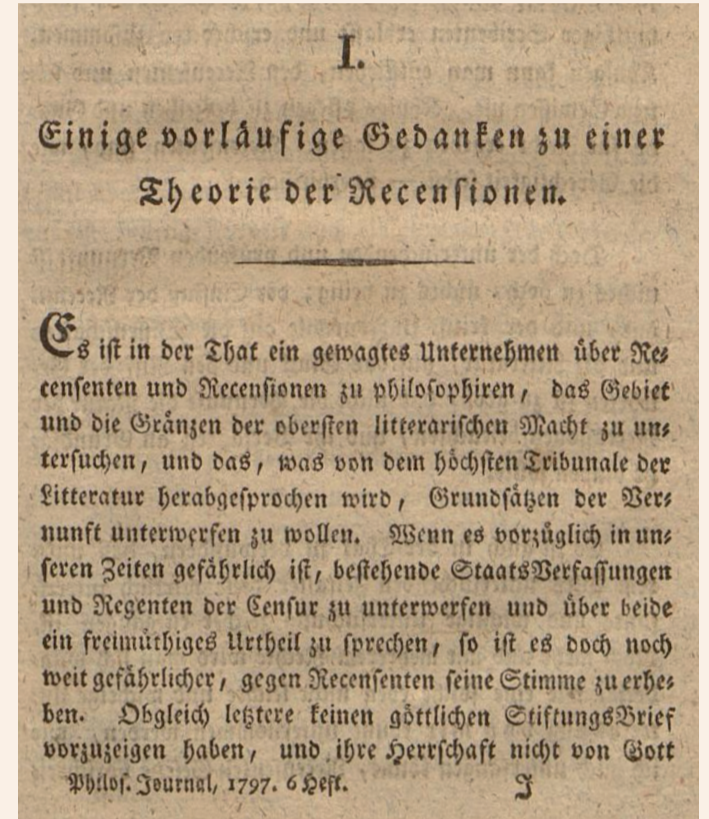 I.
Einige vorläufige Gedanken zu einer
Theorie der Recensionen.
Es ist in der That ein gewagtes Unternehmen über Re-
censenten und Recensionen zu philosophiren, das Gebiet
und die Gränzen der obersten litterarischen Macht zu un-
tersuchen, und das, was von dem höchsten Tribunale der
Litteratur herabgesprochen wird, Grundsätzen der Ver-
nunft unterwerfen zu wollen. Wenn es vorzüglich in un-
seren Zeiten gefährlich ist, bestehende StaatsVerfassungen
und Regenten der Censur zu unterwerfen und über beide
ein freimüthiges Urtheil zu sprechen, so ist es doch noch
weit gefährlicher, gegen Recensenten seine Stimme zu erhe-
ben. Obgleich letztere keinen göttlichen StiftungsBrief
vorzuzeigen haben, und ihre Herrschaft nicht von Gott
Philos. Journal, 1797. 6 Heft. J